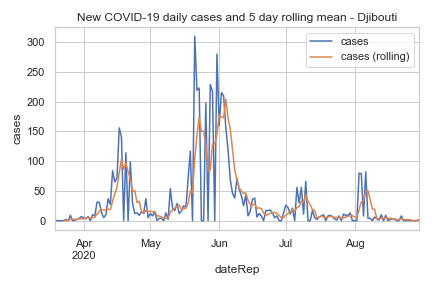 New COVID-19 daily cases and 5 day rolling mean - Djibouti
cases
cases (rolling)
300
250
200
150
100
50
0
cases
Apr
2020
May
Jun
Jul
Aug
dateRep